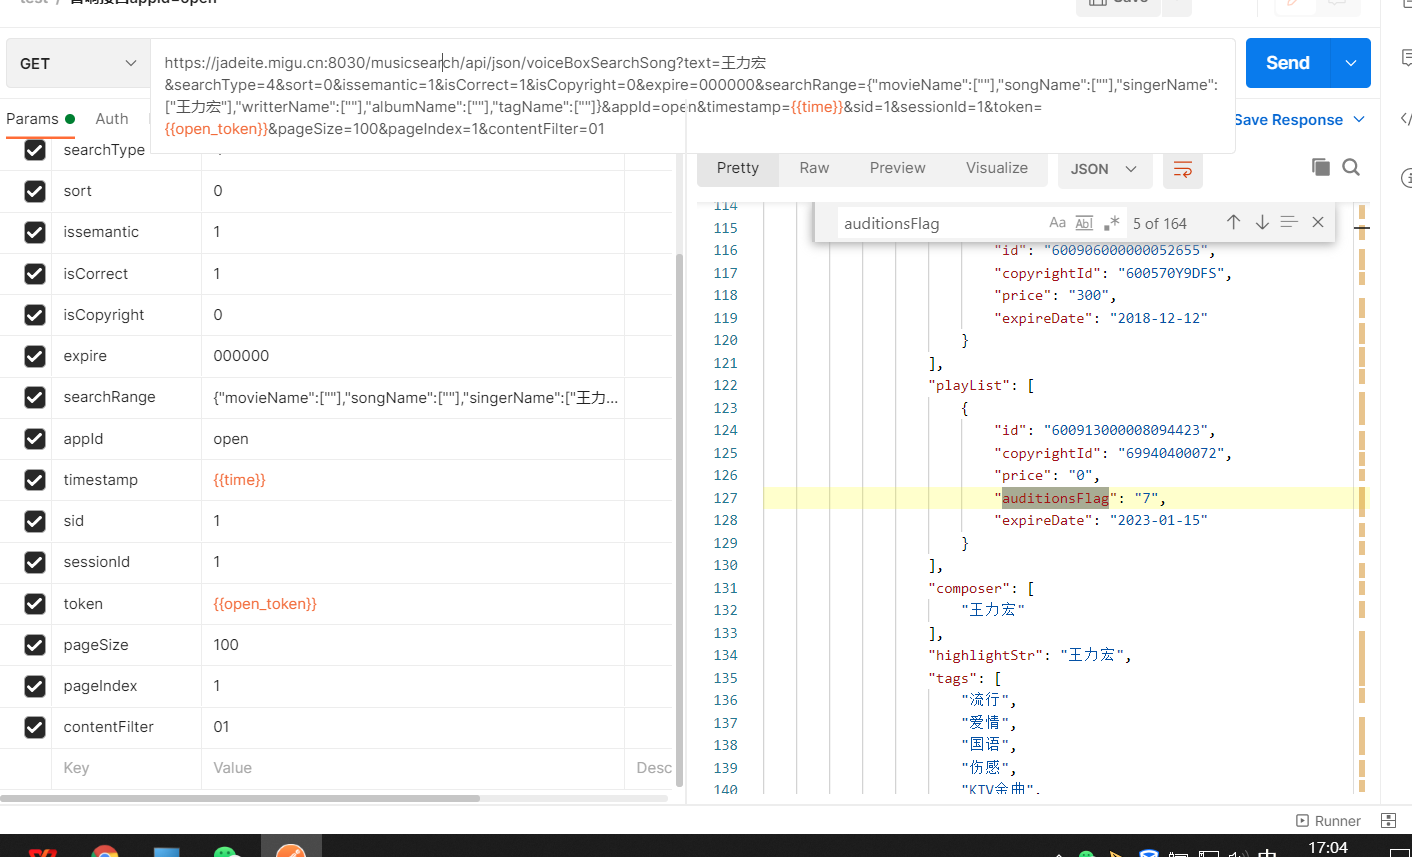 Save
GET
https://jadeite.migu.cn:8030/musicsearch/api/json/voiceBoxSearchSong?text=王力宏
&searchType=4&sort=0&issemantic=1&isCorrect=1&isCopyright=0&expire=000000&searchRange={"movieName":[""],"songName":[""],"singerName":
["王力宏"],"writterName":[""],"albumName":[""],"tagName":[""]}&appId=open&timestamp={{time}}&sid=1&sessionId=1&token=
{{open_token}}&pageSize=100&pageIndex=1&contentFilter=01
Send
Params Auth
Save Response
searchType
sort 0
issemantic 1
isCorrect 1
isCopyright 0
expire 000000
searchRange {"movieName":[""],"songName":[""],"singerName":["王力...
appId open
timestamp {{time}}
sid 1
sessionId 1
token {{open_token}}
pageSize 100
pageIndex 1
contentFilter 01
Key Value Desc
Pretty Raw Preview Visualize JSON
auditionsFlag Aa Abl .* 5 of 164
114
115
116 "id": "600906000000052655",
117 "copyrightId": "600570Y9DFS",
118 "price": "300",
119 "expireDate": "2018-12-12"
120 }
121 ],
122 "playList": [
123 {
124 "id": "600913000008094423",
125 "copyrightId": "69940400072",
126 "price": "0",
127 "auditionsFlag": "7",
128 "expireDate": "2023-01-15"
129 }
130 ],
131 "composer": [
132 "王力宏"
133 ],
134 "highlightStr": "王力宏",
135 "tags": [
136 "流行",
137 "爱情",
138 "国语",
139 "伤感",
140 "KTV金曲",
Runner
中 17:04